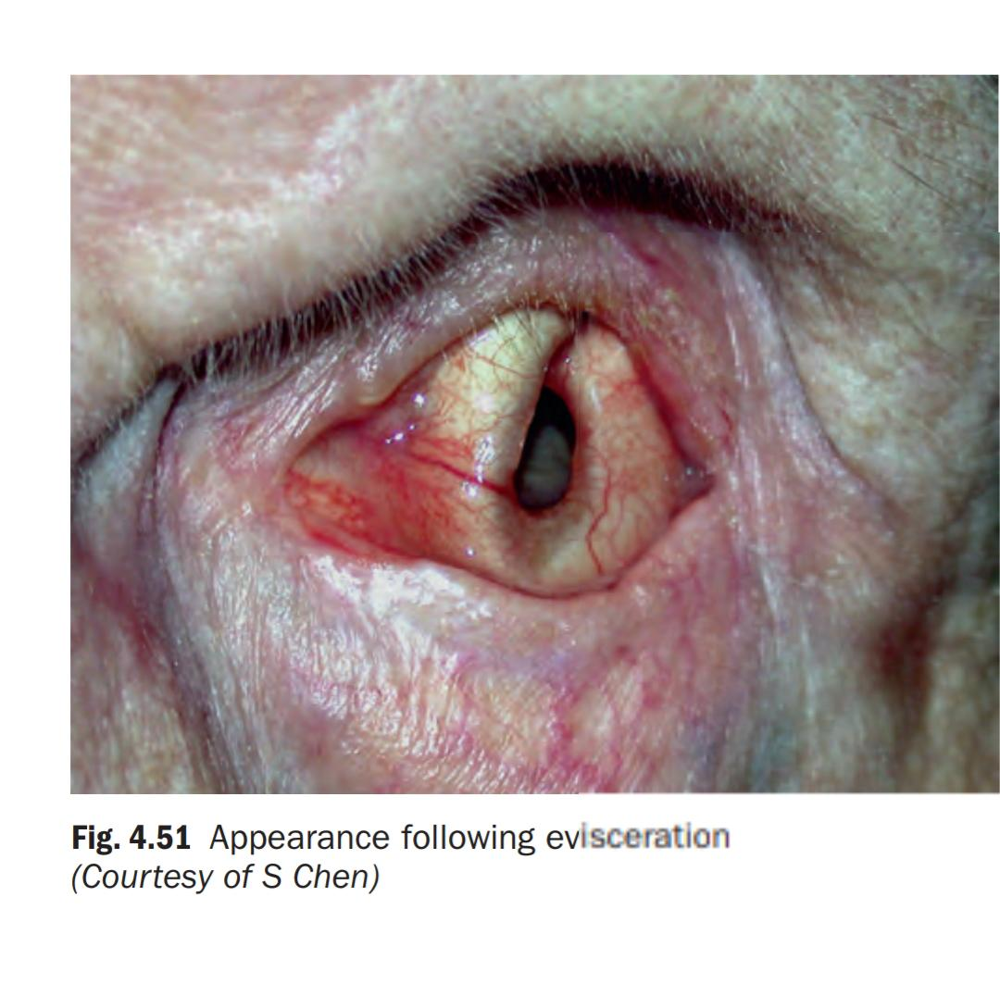 Fig. 4.51 Appearance following evisceration
(Courtesy of S Chen)